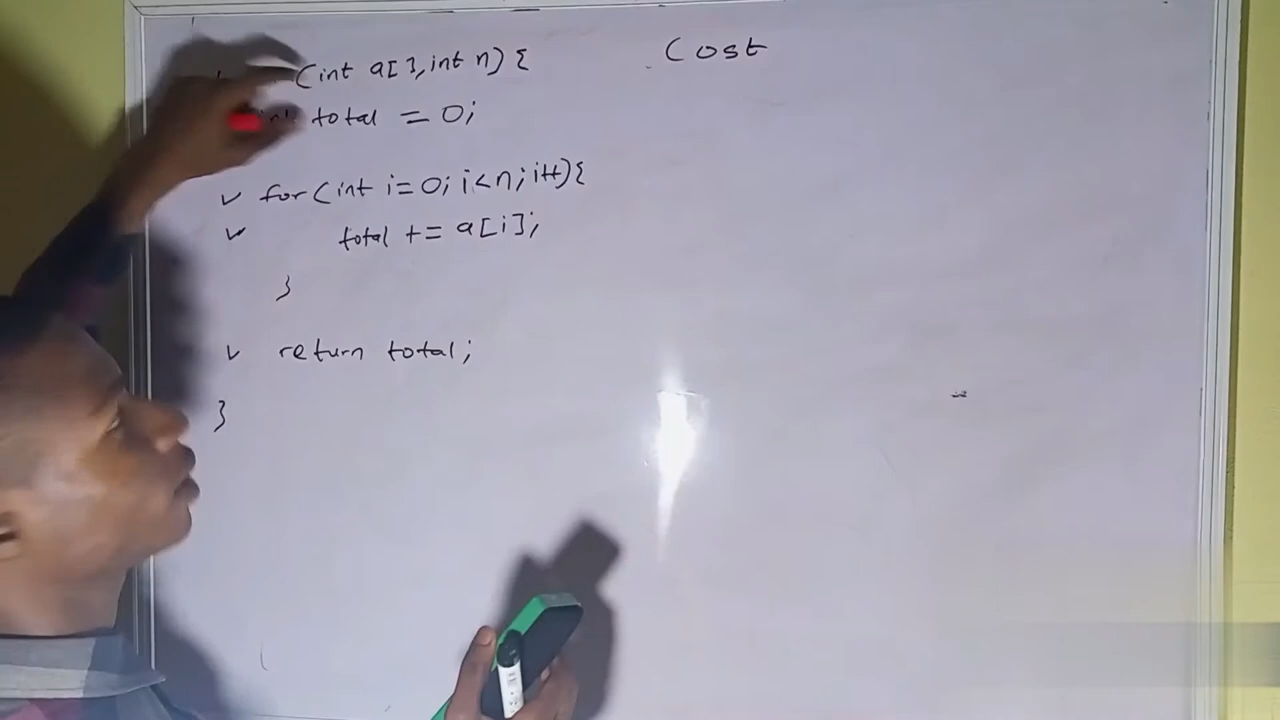 (int a[],int n){ Cost
total = 0;
✓ for(int i=0; i<n; i++){
✓ total += a[i];
}
✓ return total;
}